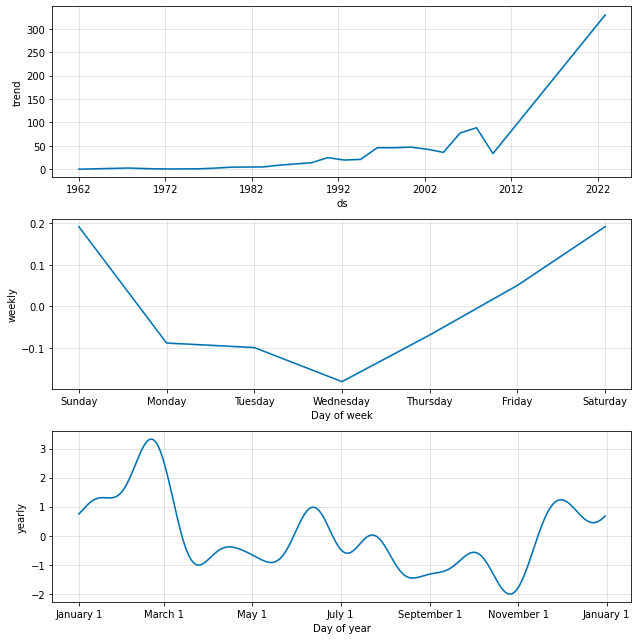 300
250
200
150
100
50
0
trend
1962 1972 1982 1992 2002 2012 2022
ds
0.2
0.1
0.0
−0.1
weekly
Sunday Monday Tuesday Wednesday Thursday Friday Saturday
Day of week
3
2
1
0
−1
−2
yearly
January 1 March 1 May 1 July 1 September 1 November 1 January 1
Day of year